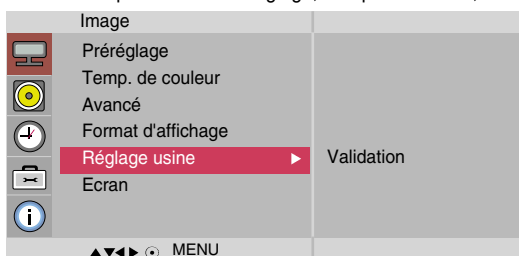 Image
Préréglage
Temp. de couleur
Avancé
Format d'affichage
Réglage usine ▶ Validation
Ecran
▲▼◀▶ ⊙ MENU